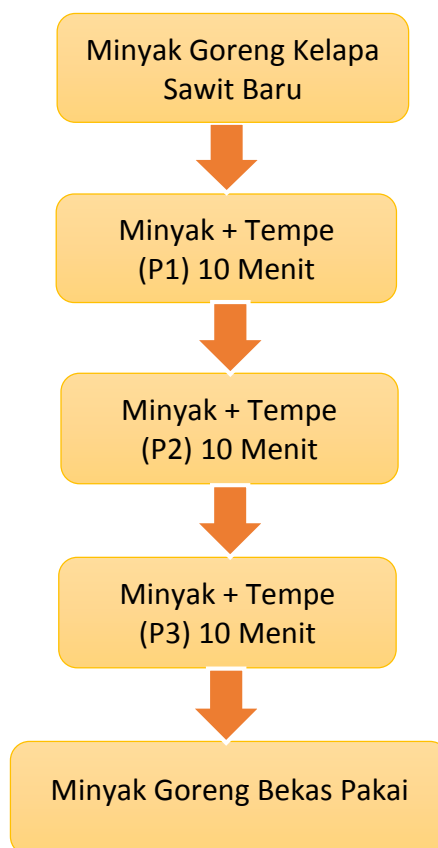 Minyak Goreng Kelapa
Sawit Baru
Minyak + Tempe
(P1) 10 Menit
Minyak + Tempe
(P2) 10 Menit
Minyak + Tempe
(P3) 10 Menit
Minyak Goreng Bekas Pakai